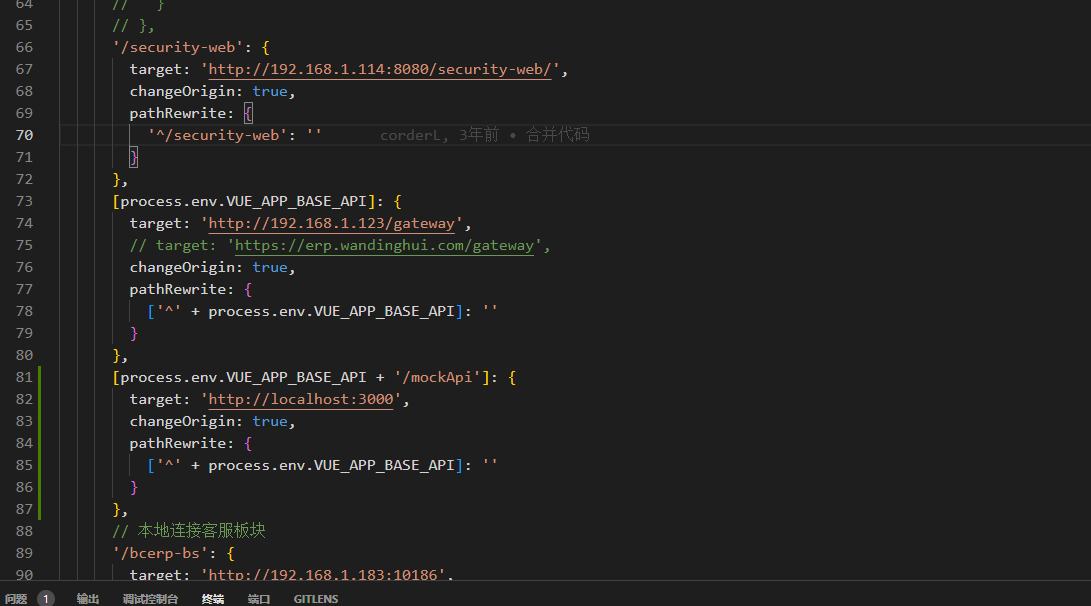 64 //   }
65 // },
66 '/security-web': {
67 target: 'http://192.168.1.114:8080/security-web/',
68 changeOrigin: true,
69 pathRewrite: {
70 '^/security-web': '' corderL, 3年前 • 合并代码
71 }
72 },
73 [process.env.VUE_APP_BASE_API]: {
74 target: 'http://192.168.1.123/gateway',
75 // target: 'https://erp.wandinghui.com/gateway',
76 changeOrigin: true,
77 pathRewrite: {
78 ['^' + process.env.VUE_APP_BASE_API]: ''
79 }
80 },
81 [process.env.VUE_APP_BASE_API + '/mockApi']: {
82 target: 'http://localhost:3000',
83 changeOrigin: true,
84 pathRewrite: {
85 ['^' + process.env.VUE_APP_BASE_API]: ''
86 }
87 },
88 // 本地连接客服板块
89 '/bcerp-bs': {
90 target: 'http://192.168.1.183:10186',
问题 1 输出 调试控制台 终端 端口 GITLENS